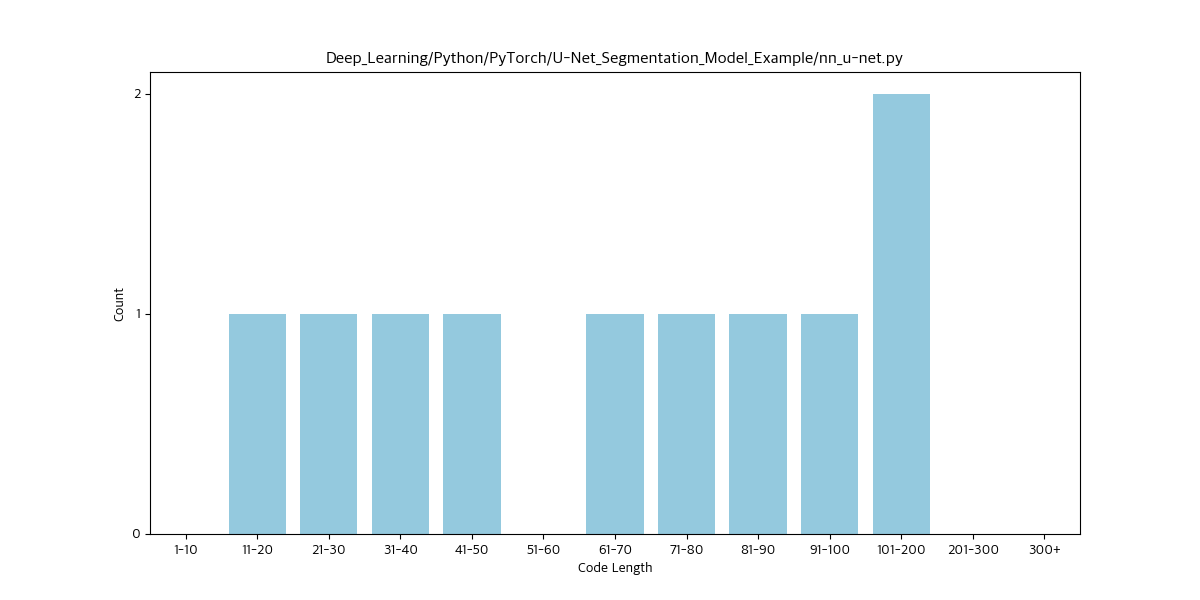 Deep_Learning/Python/PyTorch/U-Net_Segmentation_Model_Example/nn_u-net.py
2
1
0
Count
1-10 11-20 21-30 31-40 41-50 51-60 61-70 71-80 81-90 91-100 101-200 201-300 300+
Code Length